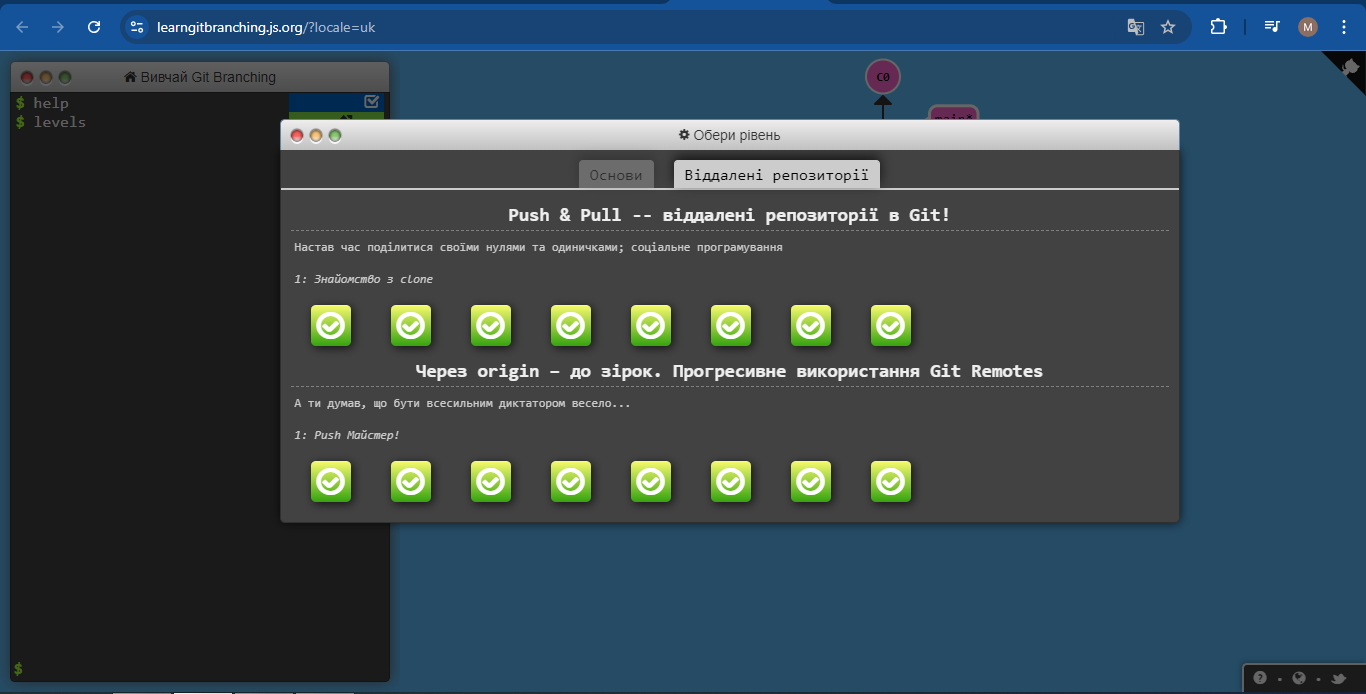 learngitbranching.js.org/?locale=uk
M
Вивчай Git Branching
$ help
$ levels
C0
main*
Обери рівень
Основи
Віддалені репозиторії
Push & Pull -- віддалені репозиторії в Git!
Настав час поділитися своїми нулями та одиничками; соціальне програмування
1: Знайомство з clone
Через origin – до зірок. Прогресивне використання Git Remotes
А ти думав, що бути всесильним диктатором весело...
1: Push Майстер!
$